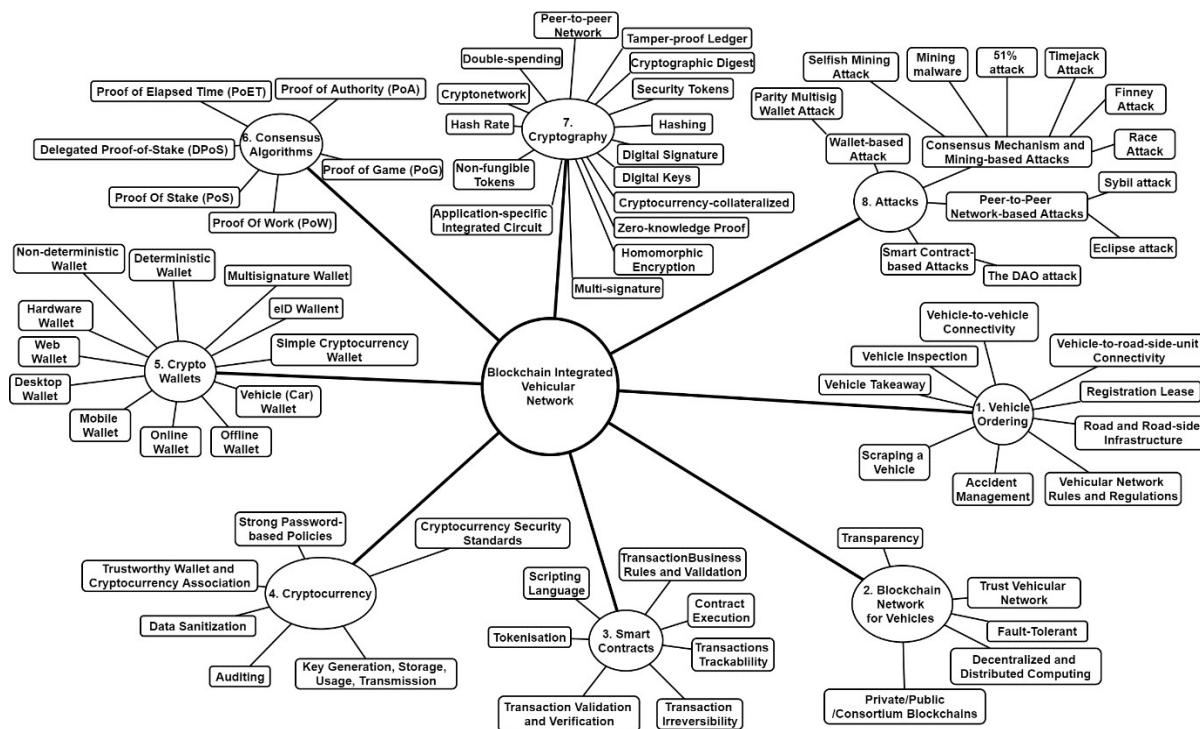 Blockchain Integrated
Vehicular
Network
7.
Cryptography
Peer-to-peer
Network
Double-spending
Cryptonetwork
Hash Rate
Non-fungible
Tokens
Application-specific
Integrated Circuit
Tamper-proof Ledger
Cryptographic Digest
Security Tokens
Hashing
Digital Signature
Digital Keys
Cryptocurrency-collateralized
Zero-knowledge Proof
Homomorphic
Encryption
Multi-signature
8. Attacks
Selfish Mining
Attack
Mining
malware
51%
attack
Timejack
Attack
Finney
Attack
Race
Attack
Consensus Mechanism and
Mining-based Attacks
Parity Multisig
Wallet Attack
Wallet-based
Attack
Peer-to-Peer
Network-based Attacks
Sybil attack
Eclipse attack
Smart Contract
-based Attacks
The DAO attack
1. Vehicle
Ordering
Vehicle-to-vehicle
Connectivity
Vehicle Inspection
Vehicle Takeaway
Vehicle-to-road-side-unit
Connectivity
Registration Lease
Road and Road-side
Infrastructure
Scraping a
Vehicle
Accident
Management
Vehicular Network
Rules and Regulations
2. Blockchain
Network
for Vehicles
Transparency
Trust Vehicular
Network
Fault-Tolerant
Decentralized and
Distributed Computing
Private/Public
/Consortium Blockchains
3. Smart
Contracts
TransactionBusiness
Rules and Validation
Scripting
Language
Contract
Execution
Tokenisation
Transactions
Trackablility
Transaction Validation
and Verification
Transaction
Irreversibility
4. Cryptocurrency
Strong Password-
based Policies
Cryptocurrency Security
Standards
Trustworthy Wallet and
Cryptocurrency Association
Data Sanitization
Auditing
Key Generation, Storage,
Usage, Transmission
5. Crypto
Wallets
Non-deterministic
Wallet
Deterministic
Wallet
Multisignature Wallet
eID Wallent
Hardware
Wallet
Web
Wallet
SImple Cryptocurrency
Wallet
Desktop
Wallet
Vehicle (Car)
Wallet
Mobile
Wallet
Online
Wallet
Offline
Wallet
6. Consensus
Algorithms
Proof of Elapsed Time (PoET)
Proof of Authority (PoA)
Delegated Proof-of-Stake (DPoS)
Proof of Game (PoG)
Proof Of Stake (PoS)
Proof Of Work (PoW)